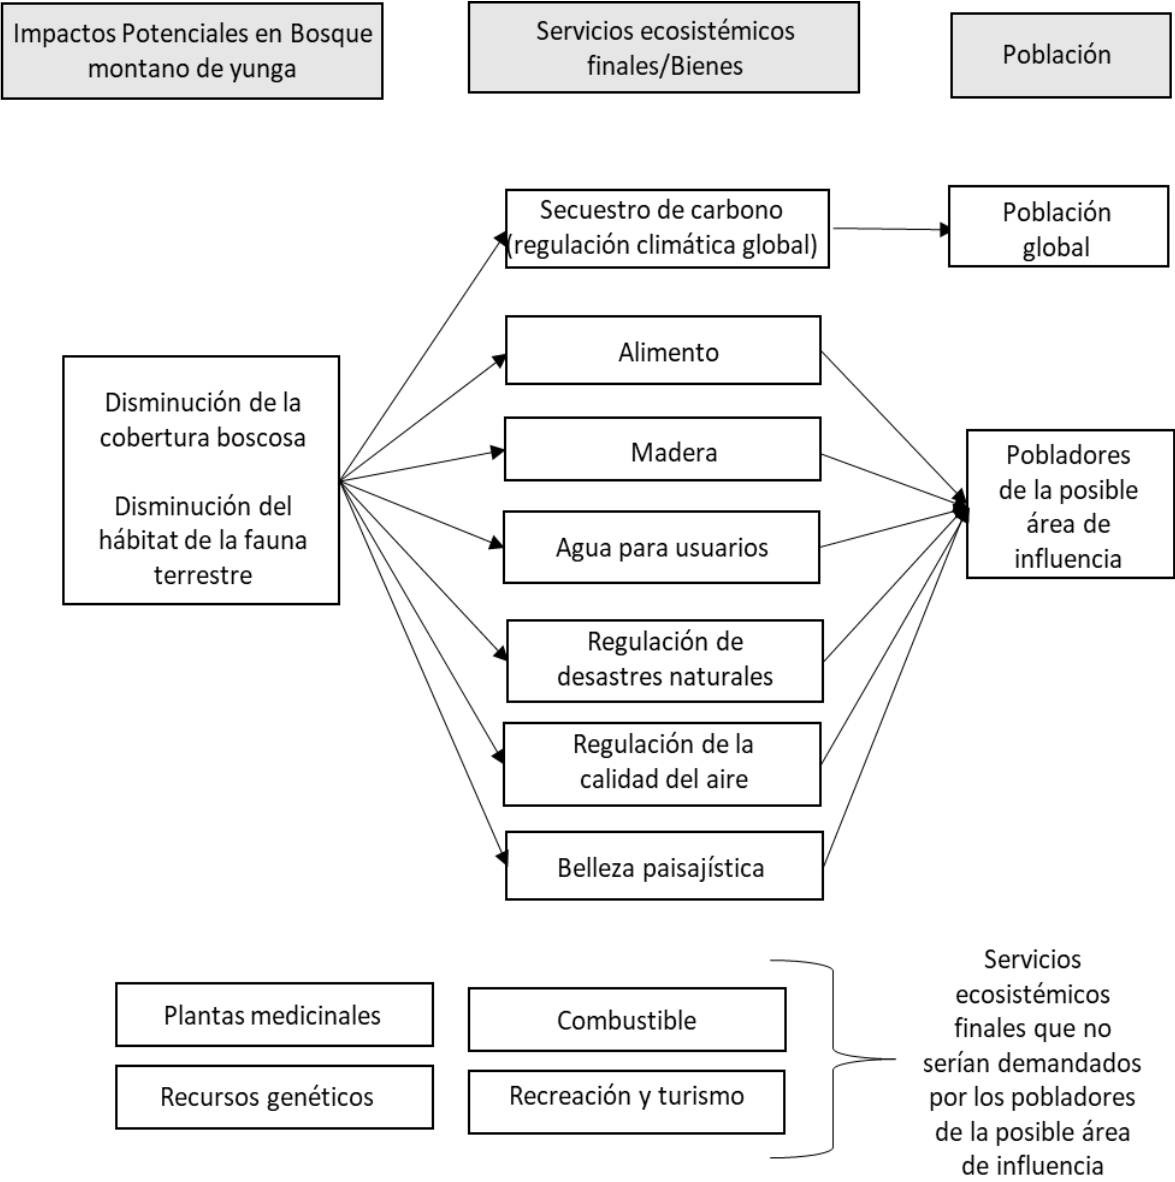 Impactos Potenciales en Bosque
montano de yunga
Servicios ecosistémicos
finales/Bienes
Población
Secuestro de carbono
(regulación climática global)
Población
global
Disminución de la
cobertura boscosa
Disminución del
hábitat de la fauna
terrestre
Alimento
Madera
Agua para usuarios
Regulación de
desastres naturales
Regulación de la
calidad del aire
Belleza paisajística
Pobladores
de la posible
área de
influencia
Plantas medicinales
Combustible
Recursos genéticos
Recreación y turismo
Servicios
ecosistémicos
finales que no
serían demandados
por los pobladores
de la posible área
de influencia